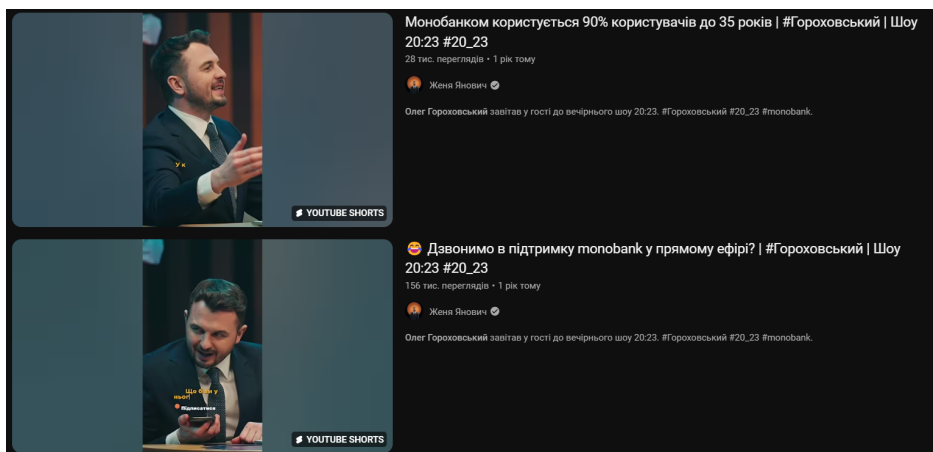 Монобанком користується 90% користувачів до 35 років | #Гороховський | Шоу
20:23 #20_23
28 тис. переглядів • 1 рік тому
Женя Янович
Олег Гороховський завітав у гості до вечірнього шоу 20:23. #Гороховський #20_23 #monobank.
У к
YOUTUBE SHORTS
😂 Дзвонимо в підтримку monobank у прямому ефірі? | #Гороховський | Шоу
20:23 #20_23
156 тис. переглядів • 1 рік тому
Женя Янович
Олег Гороховський завітав у гості до вечірнього шоу 20:23. #Гороховський #20_23 #monobank.
Що
у
ньог
Підписатися
YOUTUBE SHORTS